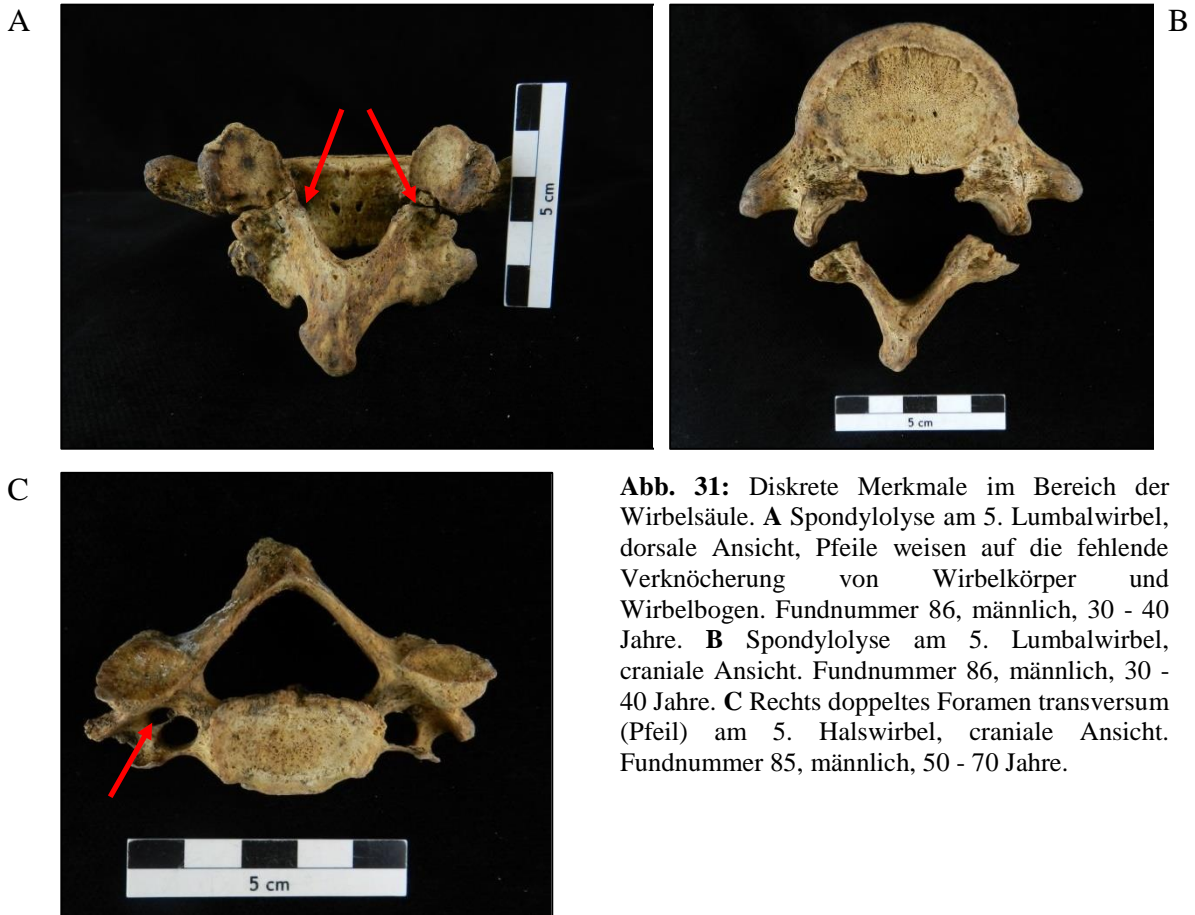 A
B
5 cm
5 cm
C
Abb. 31: Diskrete Merkmale im Bereich der
Wirbelsäule. A Spondylolyse am 5. Lumbalwirbel,
dorsale Ansicht, Pfeile weisen auf die fehlende
Verknöcherung von Wirbelkörper und
Wirbelbogen. Fundnummer 86, männlich, 30 - 40
Jahre. B Spondylolyse am 5. Lumbalwirbel,
craniale Ansicht. Fundnummer 86, männlich, 30 -
40 Jahre. C Rechts doppeltes Foramen transversum
(Pfeil) am 5. Halswirbel, craniale Ansicht.
Fundnummer 85, männlich, 50 - 70 Jahre.
5 cm